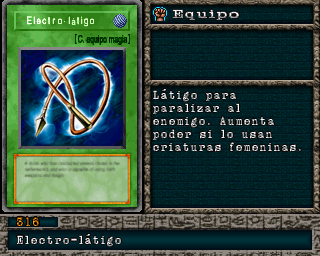 Electro-látigo
[C. equipo magia]
Equipo
Látigo para
paralizar al
enemigo. Aumenta
poder si lo usan
criaturas femeninas.
316
Electro-látigo